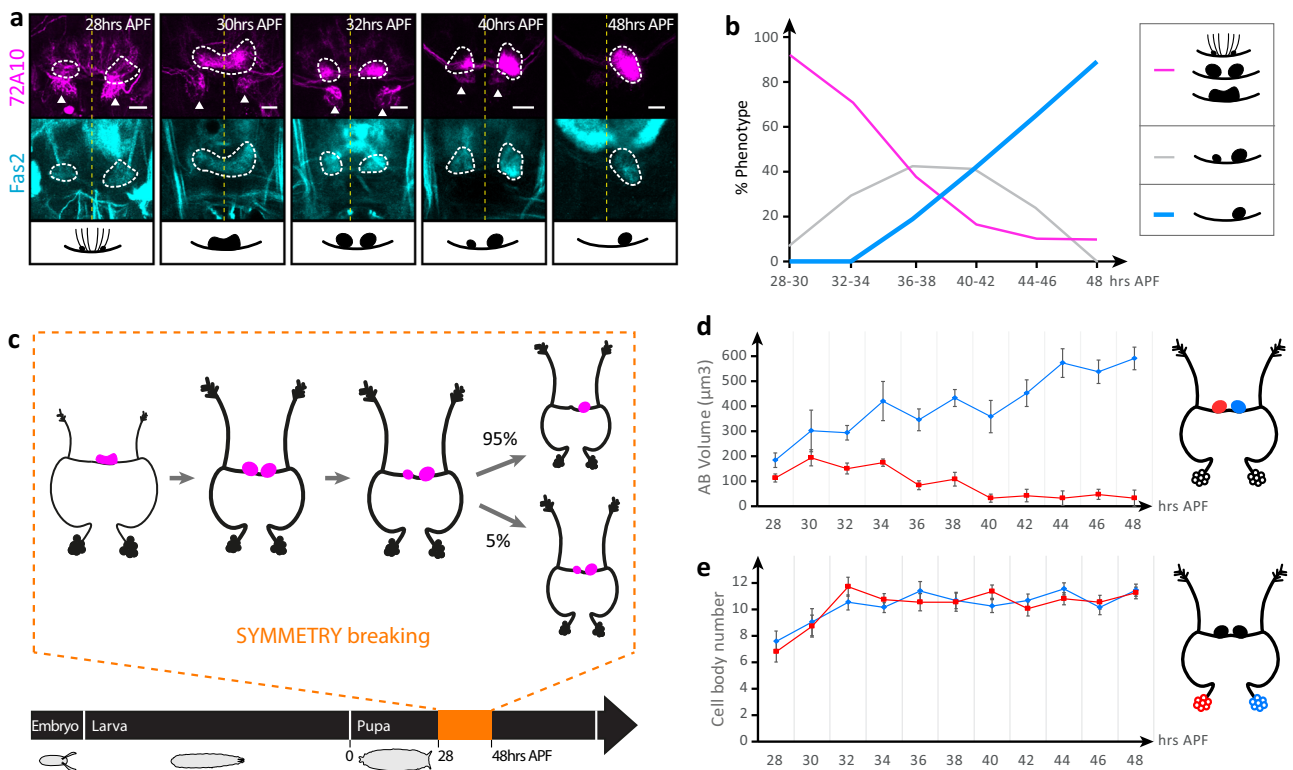 a
28hrs APF
30hrs APF
32hrs APF
40hrs APF
48hrs APF
72A10
Fas2
b
% Phenotype
100
80
60
40
20
0
28-30
32-34
36-38
40-42
44-46
48
hrs APF
c
95%
5%
SYMMETRY breaking
Embryo
Larva
Pupa
0
28
48hrs APF
d
AB Volume (µm3)
600
500
400
300
200
100
0
28
30
32
34
36
38
40
42
44
46
48
hrs APF
e
Cell body number
12
10
8
6
4
2
0
28
30
32
34
36
38
40
42
44
46
48
hrs APF